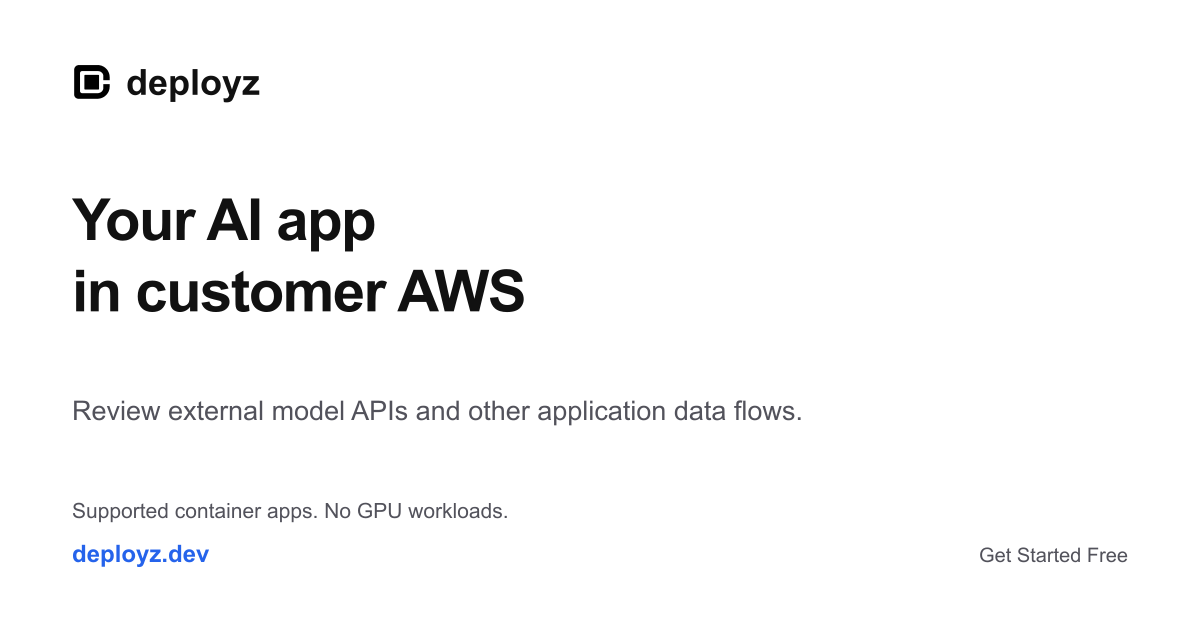 deployz
Your AI app
in customer AWS
Review external model APIs and other application data flows.
Supported container apps. No GPU workloads.
deployz.dev
Get Started Free